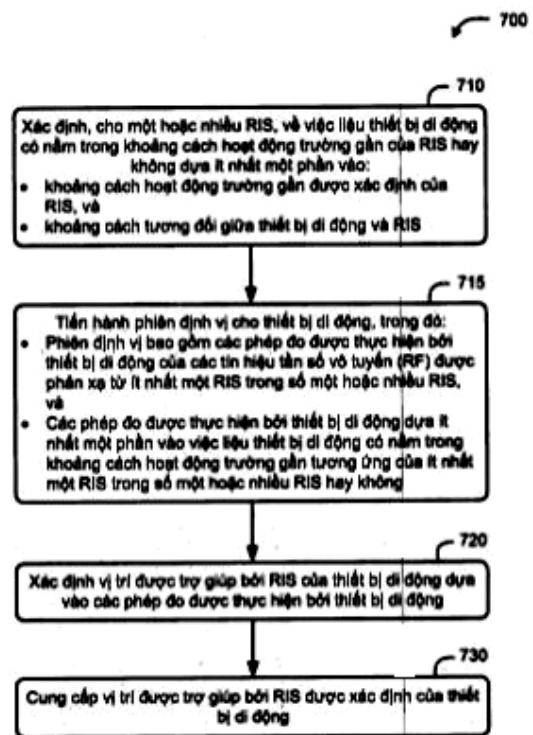 700
710
Xác định, cho một hoặc nhiều RIS, về việc liệu thiết bị di động
có nằm trong khoảng cách hoạt động trường gần của RIS hay
không dựa ít nhất một phần vào:
• khoảng cách hoạt động trường gần được xác định của
RIS, và
• khoảng cách tương đối giữa thiết bị di động và RIS
715
Tiến hành phiên định vị cho thiết bị di động, trong đó:
• Phiên định vị bao gồm các phép đo được thực hiện bởi
thiết bị di động của các tín hiệu tần số vô tuyến (RF) được
phản xạ từ ít nhất một RIS trong số một hoặc nhiều RIS,
và
• Các phép đo được thực hiện bởi thiết bị di động dựa ít
nhất một phần vào việc liệu thiết bị di động có nằm trong
khoảng cách hoạt động trường gần tương ứng của ít nhất
một RIS trong số một hoặc nhiều RIS hay không
720
Xác định vị trí được trợ giúp bởi RIS của thiết bị di động dựa
vào các phép đo được thực hiện bởi thiết bị di động
730
Cung cấp vị trí được trợ giúp bởi RIS được xác định của thiết
bị di động